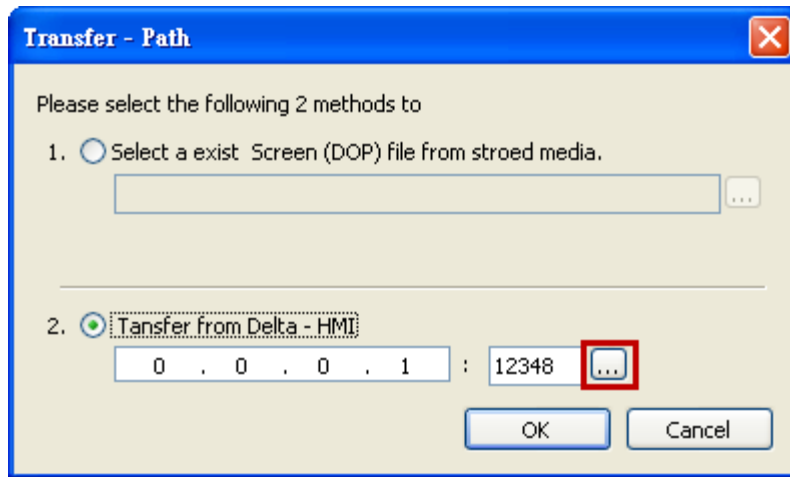 Transfer - Path
Please select the following 2 methods to
1. Select a exist Screen (DOP) file from stroed media.
...
2. Tansfer from Delta - HMI
0 . 0 . 0 . 1 : 12348 ...
OK Cancel